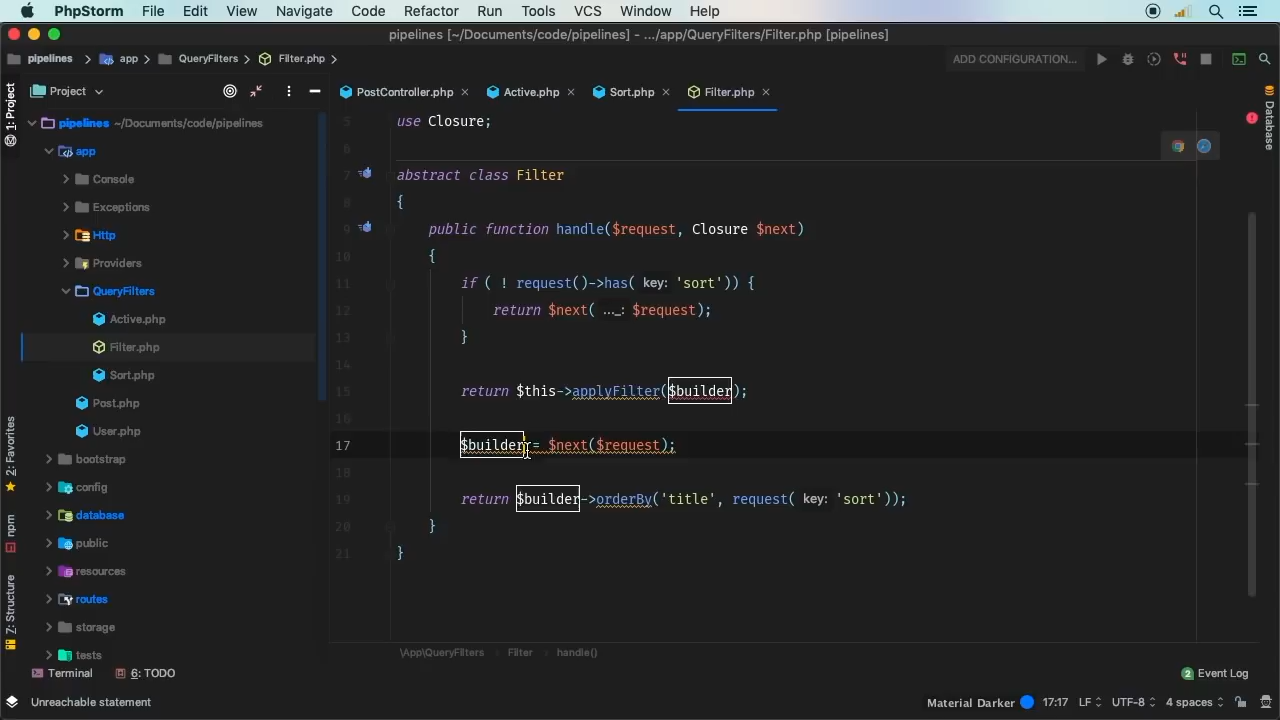 PhpStorm File Edit View Navigate Code Refactor Run Tools VCS Window Help
pipelines [~/Documents/code/pipelines] - .../app/QueryFilters/Filter.php [pipelines]
pipelines app QueryFilters Filter.php ADD CONFIGURATION...
1: Project
Project
PostController.php Active.php Sort.php Filter.php
Database
pipelines ~/Documents/code/pipelines
app
Console
Exceptions
Http
Providers
QueryFilters
Active.php
Filter.php
Sort.php
Post.php
User.php
bootstrap
config
database
public
resources
routes
storage
tests
2: Favorites
npm
7: Structure
5 use Closure;
6
7 abstract class Filter
8 {
9 public function handle($request, Closure $next)
10 {
11 if ( ! request()->has( key: 'sort')) {
12 return $next( ..._: $request);
13 }
14
15 return $this->applyFilter($builder);
16
17 $builder = $next($request);
18
19 return $builder->orderBy('title', request( key: 'sort'));
20 }
21 }
\App\QueryFilters Filter handle()
Terminal 6: TODO 2 Event Log
Unreachable statement Material Darker 17:17 LF UTF-8 4 spaces